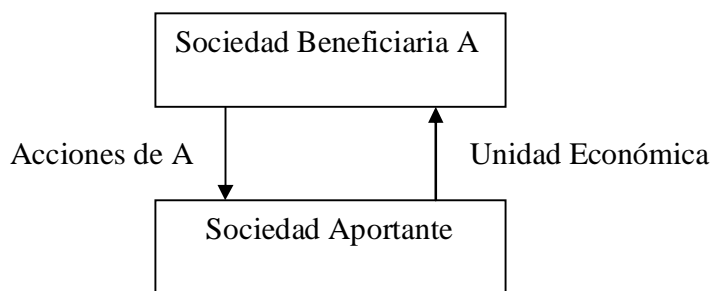 Sociedad Beneficiaria A
Acciones de A
Unidad Económica
Sociedad Aportante